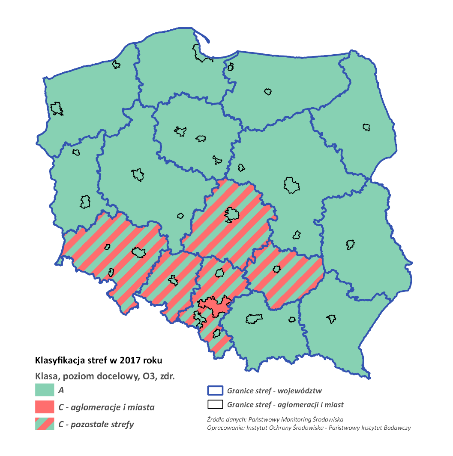 Klasyfikacja stref w 2017 roku
Klasa, poziom docelowy, O3, zdr.
A
C - aglomeracje i miasta
C - pozostałe strefy
Granice stref - województw
Granice stref - aglomeracji i miast
Źródło danych: Państwowy Monitoring Środowiska
Opracowanie: Instytut Ochrony Środowiska - Państwowy Instytut Badawczy